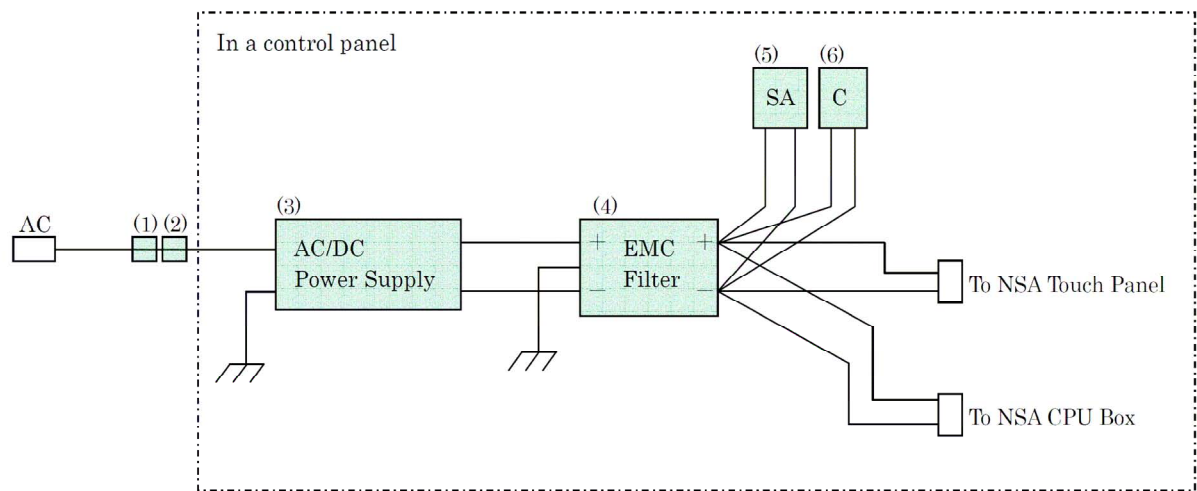 In a control panel
(5) (6)
SA C
AC (1) (2) (3) (4)
AC/DC
Power Supply
+ EMC +
− Filter −
To NSA Touch Panel
To NSA CPU Box